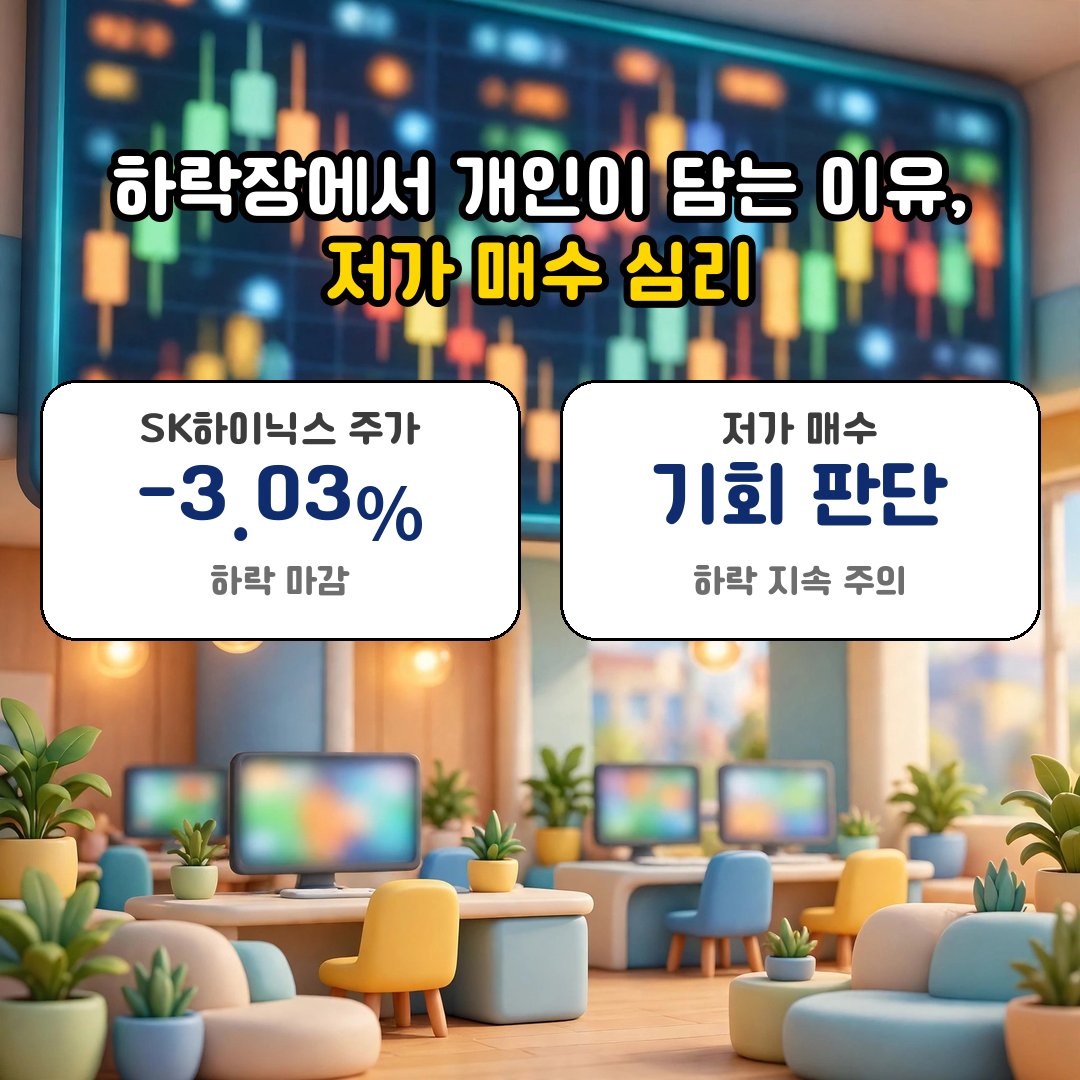 하락장에서 개인이 담는 이유,
저가 매수 심리
SK하이닉스 주가
-3.03%
하락 마감
저가 매수
기회 판단
하락 지속 주의